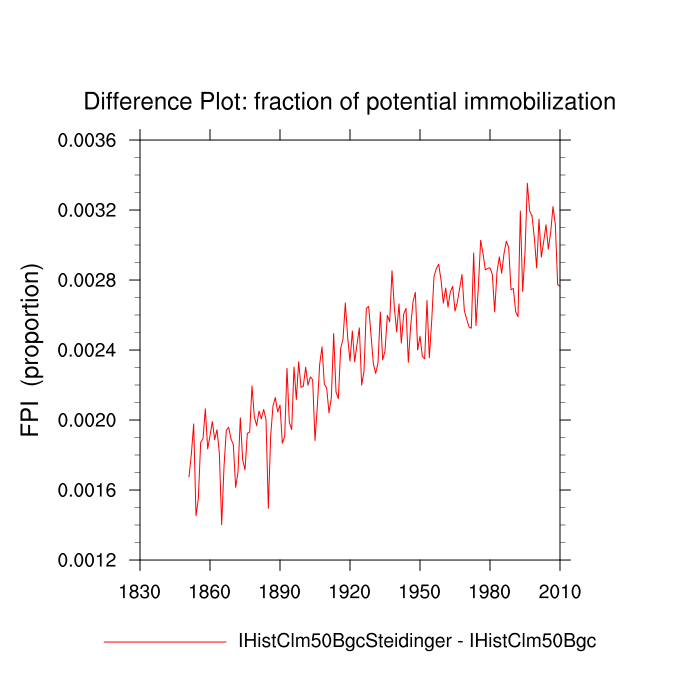 Difference Plot: fraction of potential immobilization
FPI (proportion)
0.0036
0.0032
0.0028
0.0024
0.0020
0.0016
0.0012
1830 1860 1890 1920 1950 1980 2010
IHistClm50BgcSteidinger - IHistClm50Bgc